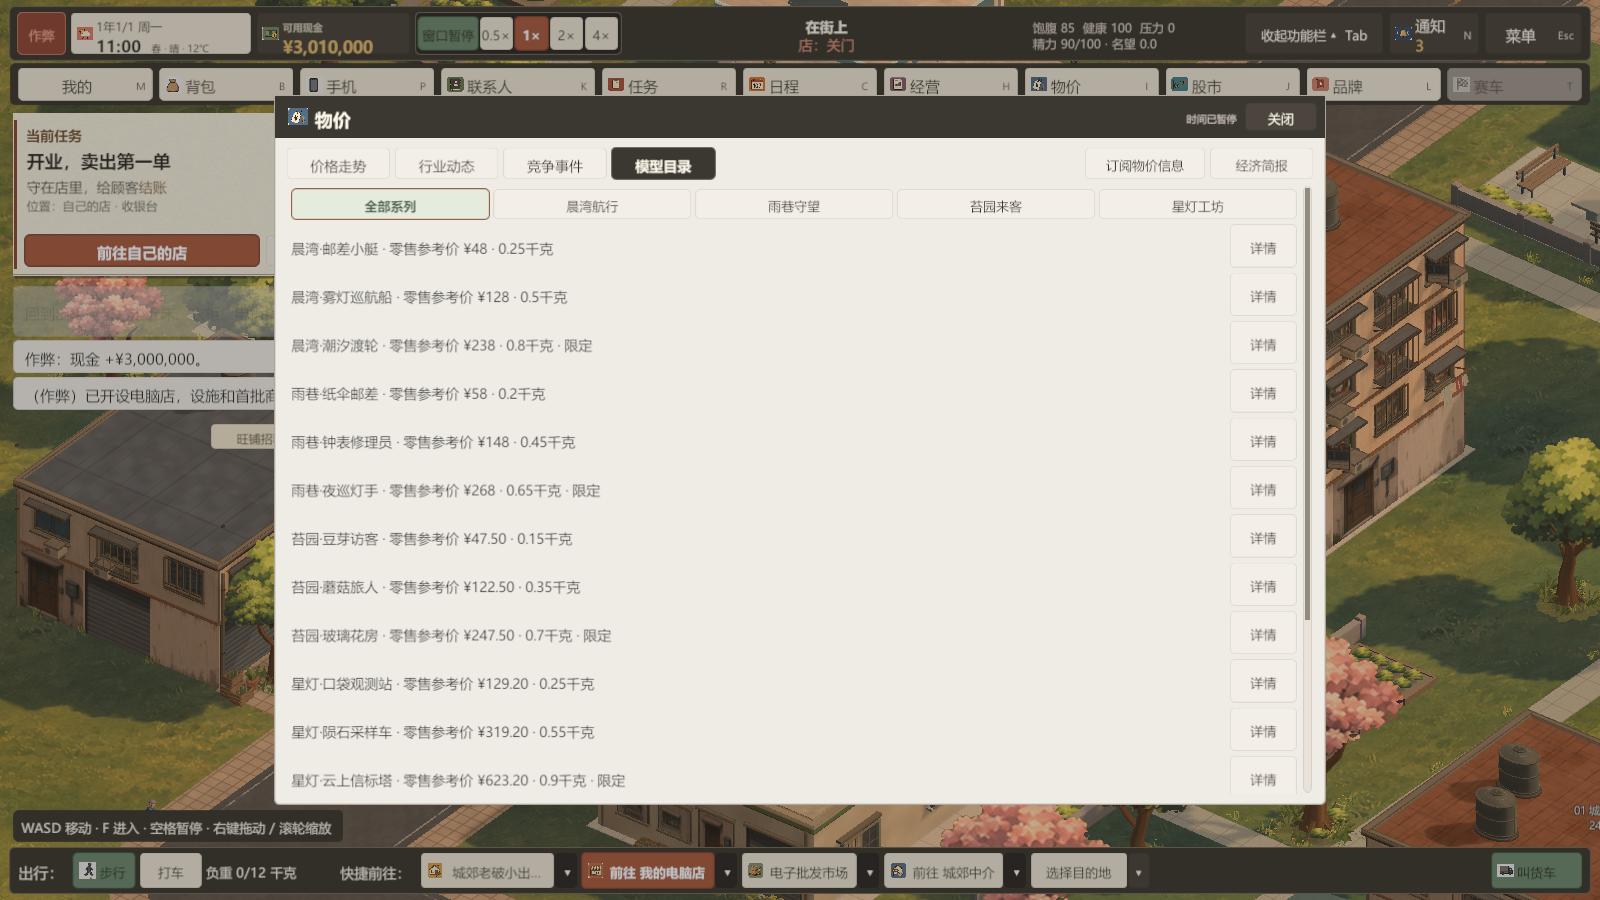 作弊
1年1/1 周一
11:00 春·晴·12°C
可用现金
¥3,010,000
窗口暂停 0.5× 1× 2× 4×
在街上
店：关门
饱腹 85 健康 100 压力 0
精力 90/100 · 名望 0.0
收起功能栏 ▴ Tab
通知 3 N
菜单 Esc
我的 M
背包 B
手机 P
联系人 K
任务 R
日程 C
经营 H
物价 I
股市 J
品牌 L
赛车 T
当前任务
开业，卖出第一单
守在店里，给顾客结账
位置：自己的店 · 收银台
前往自己的店
作弊：现金 +¥3,000,000。
（作弊）已开设电脑店，设施和首批
旺铺招
物价
时间已暂停
关闭
价格走势
行业动态
竞争事件
模型目录
订阅物价信息
经济简报
全部系列
晨湾航行
雨巷守望
苔园来客
星灯工坊
晨湾·邮差小艇 · 零售参考价 ¥48 · 0.25千克 详情
晨湾·雾灯巡航船 · 零售参考价 ¥128 · 0.5千克 详情
晨湾·潮汐渡轮 · 零售参考价 ¥238 · 0.8千克 · 限定 详情
雨巷·纸伞邮差 · 零售参考价 ¥58 · 0.2千克 详情
雨巷·钟表修理员 · 零售参考价 ¥148 · 0.45千克 详情
雨巷·夜巡灯手 · 零售参考价 ¥268 · 0.65千克 · 限定 详情
苔园·豆芽访客 · 零售参考价 ¥47.50 · 0.15千克 详情
苔园·蘑菇旅人 · 零售参考价 ¥122.50 · 0.35千克 详情
苔园·玻璃花房 · 零售参考价 ¥247.50 · 0.7千克 · 限定 详情
星灯·口袋观测站 · 零售参考价 ¥129.20 · 0.25千克 详情
星灯·陨石采样车 · 零售参考价 ¥319.20 · 0.55千克 详情
星灯·云上信标塔 · 零售参考价 ¥623.20 · 0.9千克 · 限定 详情
01 城
24
WASD 移动 · F 进入 · 空格暂停 · 右键拖动 / 滚轮缩放
出行：
步行
打车
负重 0/12 千克
快捷前往：
城郊老破小出... ▾
前往 我的电脑店 ▾
电子批发市场 ▾
前往 城郊中介 ▾
选择目的地 ▾
叫货车